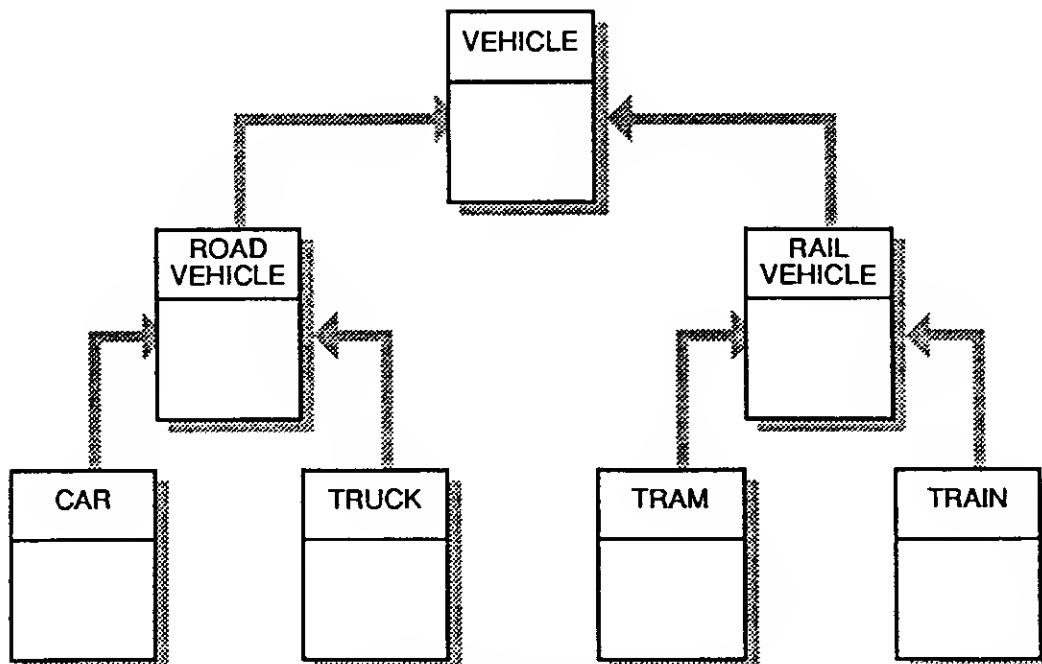 VEHICLE
ROAD
VEHICLE
RAIL
VEHICLE
CAR
TRUCK
TRAM
TRAIN